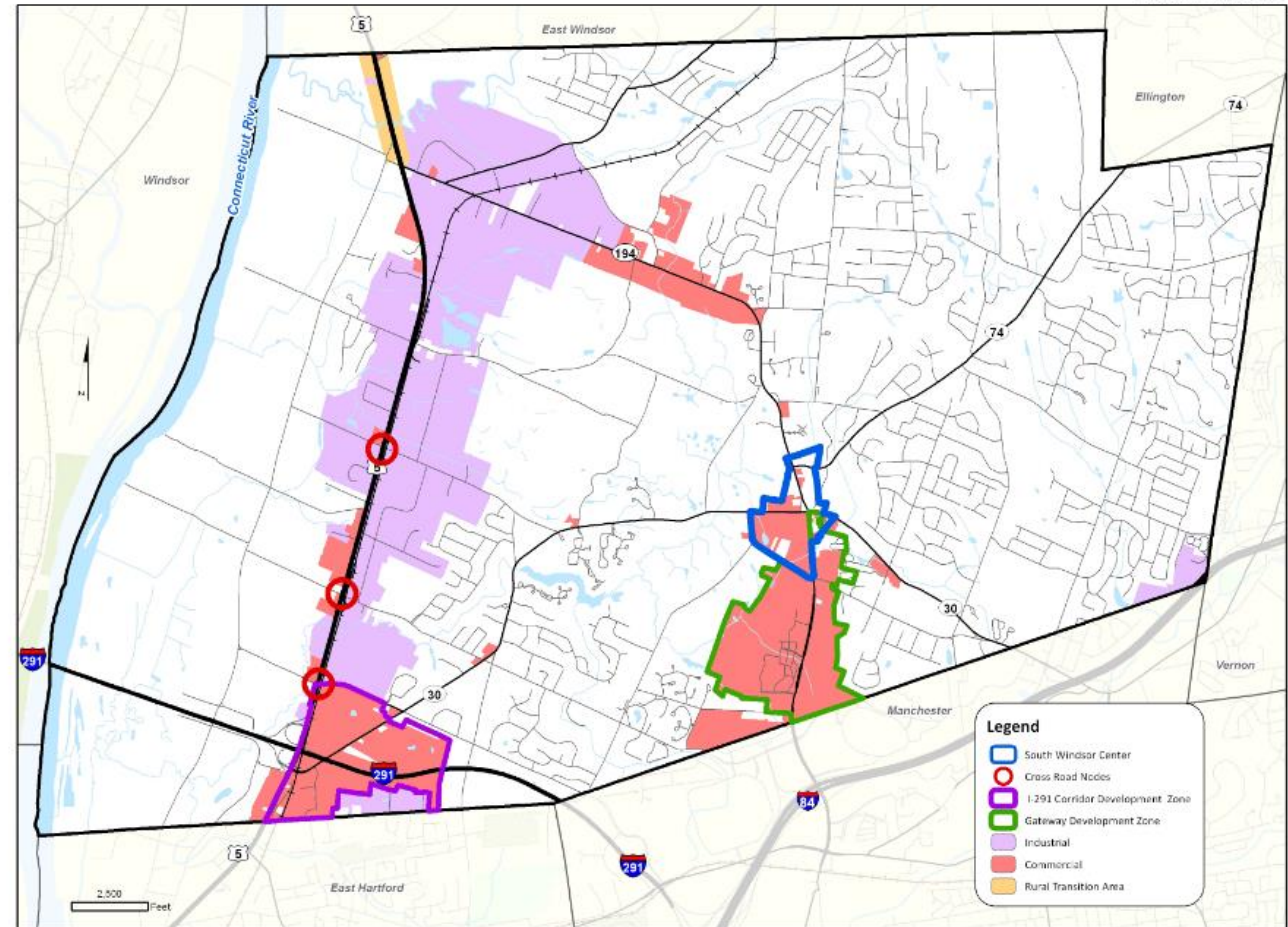 5
East Windsor
Ellington
74
Windsor
Connecticut River
194
74
5
30
Vernon
291
30
Manchester
291
84
5
291
East Hartford
2,500
Feet
N
Legend
South Windsor Center
Cross Road Nodes
I-291 Corridor Development Zone
Gateway Development Zone
Industrial
Commercial
Rural Transition Area